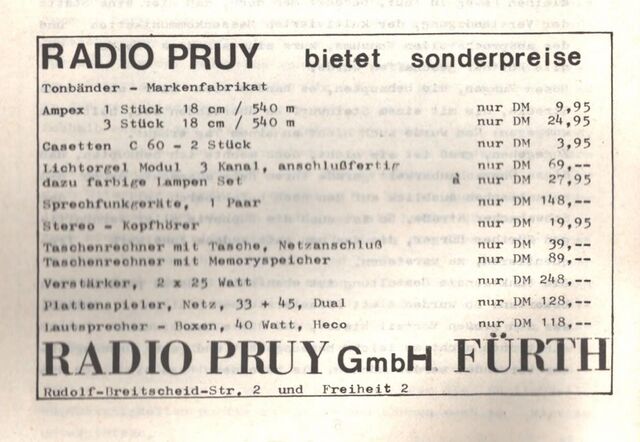 RADIO PRUY bietet sonderpreise
Tonbänder - Markenfabrikat
Ampex 1 Stück 18 cm / 540 m nur DM 9,95
3 Stück 18 cm / 540 m nur DM 24,95
Casetten C 60 - 2 Stück nur DM 3,95
Lichtorgel Modul 3 Kanal, anschlußfertig nur DM 69,--
dazu farbige Lampen Set à nur DM 27,95
Sprechfunkgeräte, 1 Paar nur DM 148,--
Stereo - Kopfhörer nur DM 19,95
Taschenrechner mit Tasche, Netzanschluß nur DM 39,--
Taschenrechner mit Memoryspeicher nur DM 89,--
Verstärker, 2 x 25 Watt nur DM 248,--
Plattenspieler, Netz, 33 + 45, Dual nur DM 128,--
Lautsprecher - Boxen, 40 Watt, Heco nur DM 118,--
RADIO PRUY GmbH FÜRTH
Rudolf-Breitscheid-Str. 2 und Freiheit 2